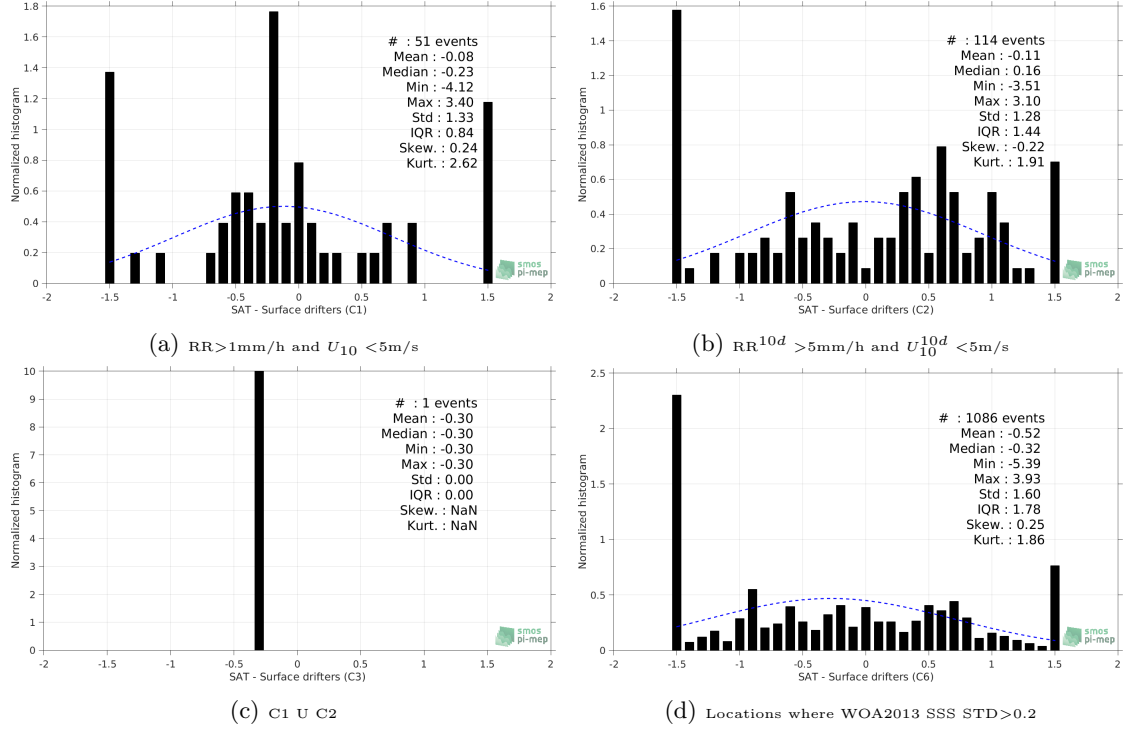 1.8
1.6
1.4
1.2
1
0.8
0.6
0.4
0.2
0
Normalized histogram
# : 51 events
Mean : -0.08
Median : -0.23
Min : -4.12
Max : 3.40
Std : 1.33
IQR : 0.84
Skew. : 0.24
Kurt. : 2.62
smos
pi-mep
-2 -1.5 -1 -0.5 0 0.5 1 1.5 2
SAT - Surface drifters (C1)
(a) RR>1mm/h and U10 <5m/s
1.6
1.4
1.2
1
0.8
0.6
0.4
0.2
0
Normalized histogram
# : 114 events
Mean : -0.11
Median : 0.16
Min : -3.51
Max : 3.10
Std : 1.28
IQR : 1.44
Skew. : -0.22
Kurt. : 1.91
smos
pi-mep
-2 -1.5 -1 -0.5 0 0.5 1 1.5 2
SAT - Surface drifters (C2)
(b) RR10d >5mm/h and U10 10d <5m/s
10
9
8
7
6
5
4
3
2
1
0
Normalized histogram
# : 1 events
Mean : -0.30
Median : -0.30
Min : -0.30
Max : -0.30
Std : 0.00
IQR : 0.00
Skew. : NaN
Kurt. : NaN
smos
pi-mep
-2 -1.5 -1 -0.5 0 0.5 1 1.5 2
SAT - Surface drifters (C3)
(c) C1 U C2
2.5
2
1.5
1
0.5
0
Normalized histogram
# : 1086 events
Mean : -0.52
Median : -0.32
Min : -5.39
Max : 3.93
Std : 1.60
IQR : 1.78
Skew. : 0.25
Kurt. : 1.86
smos
pi-mep
-2 -1.5 -1 -0.5 0 0.5 1 1.5 2
SAT - Surface drifters (C6)
(d) Locations where WOA2013 SSS STD>0.2